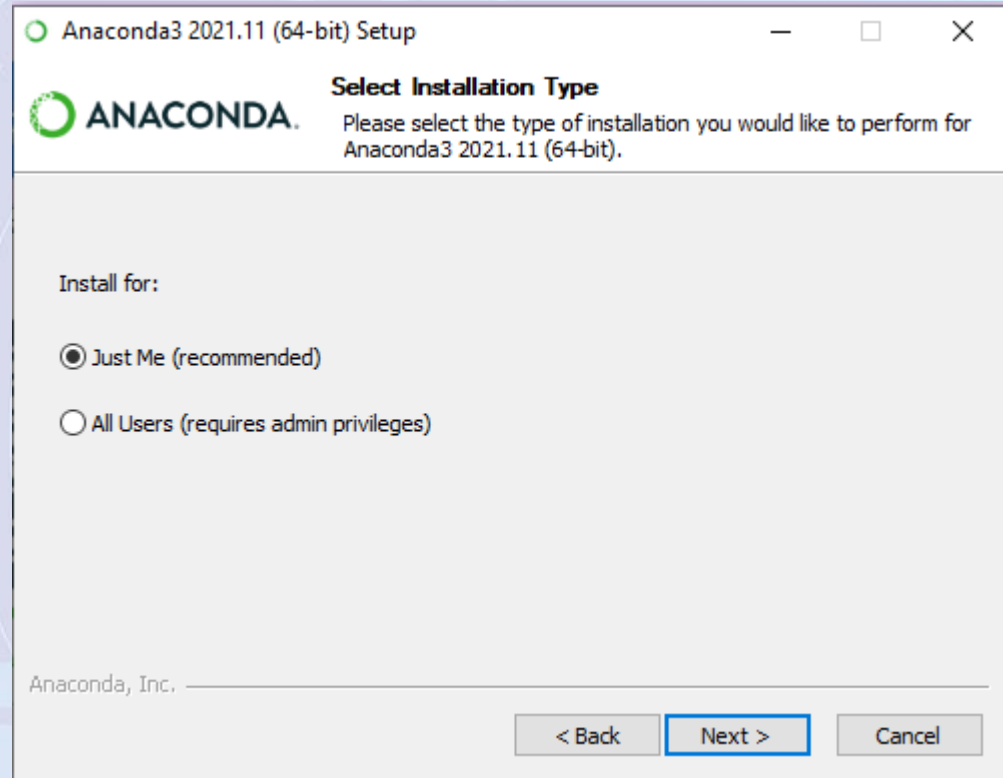 Anaconda3 2021.11 (64-bit) Setup
ANACONDA.
Select Installation Type
Please select the type of installation you would like to perform for
Anaconda3 2021.11 (64-bit).
Install for:
Just Me (recommended)
All Users (requires admin privileges)
Anaconda, Inc.
< Back
Next >
Cancel